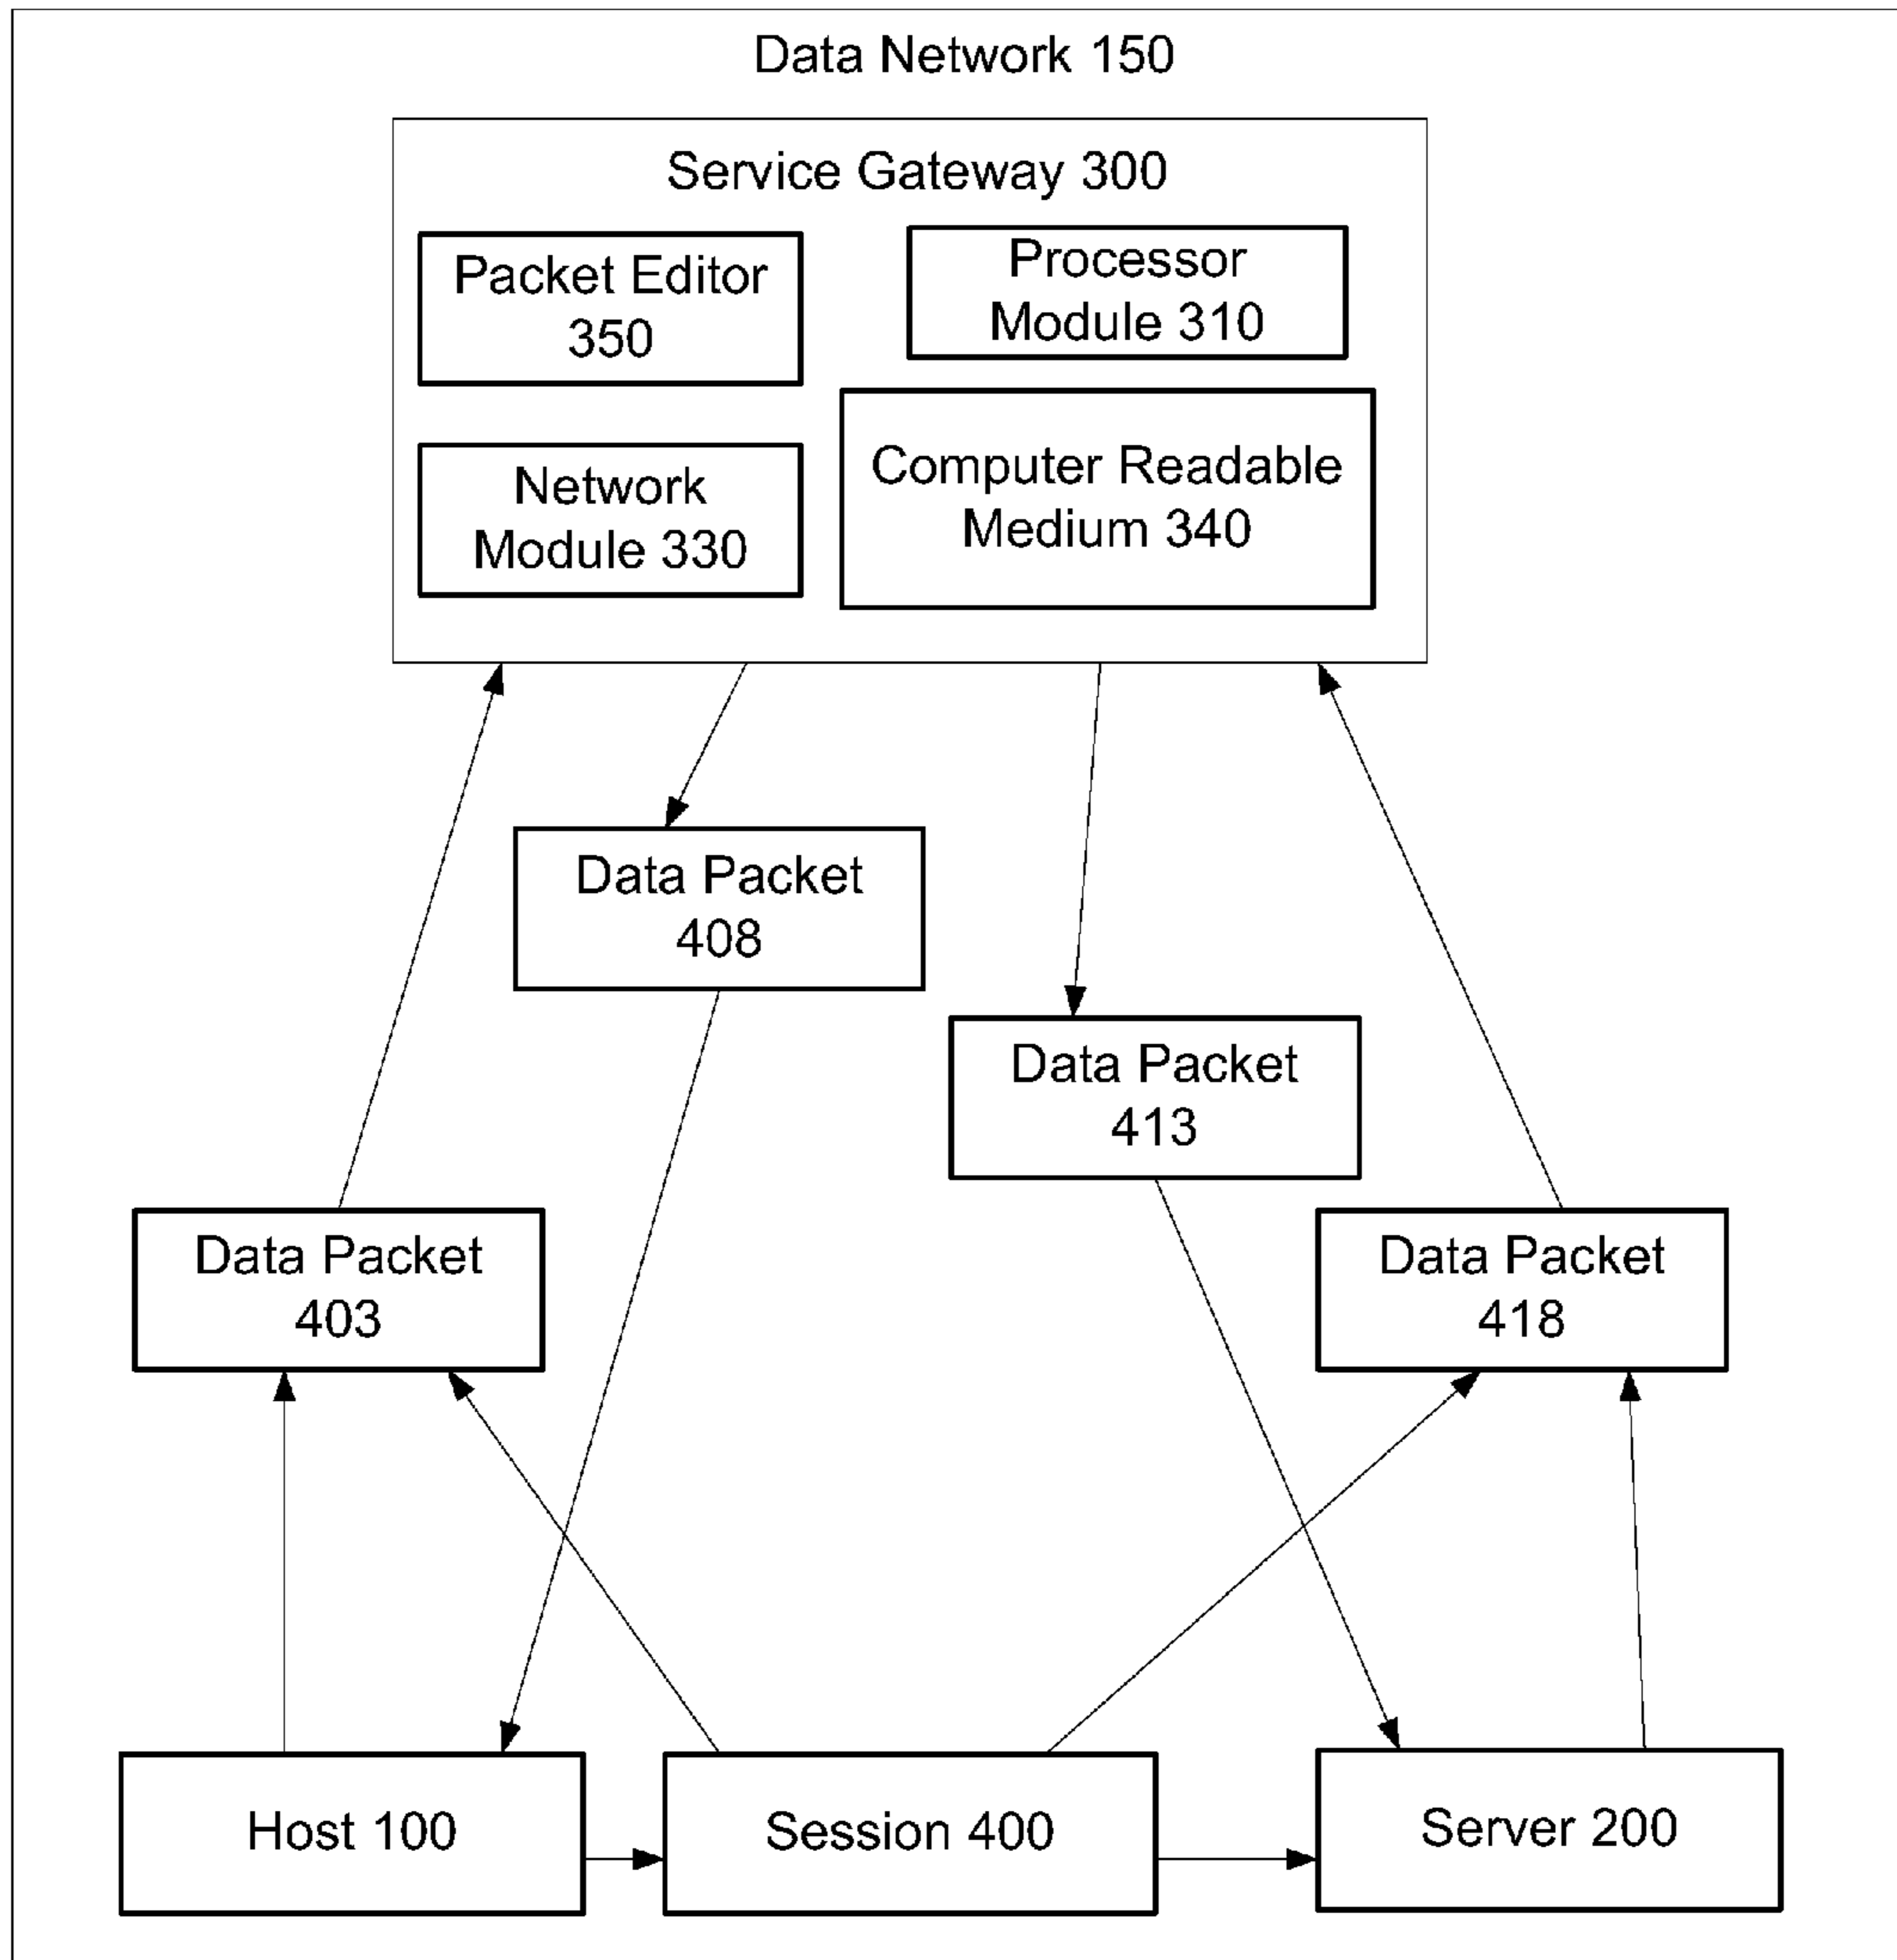 Data Network 150
Service Gateway 300
Packet Editor
350
Processor
Module 310
Network
Module 330
Computer Readable
Medium 340
Data Packet
408
Data Packet
413
Data Packet
403
Data Packet
418
Host 100
Session 400
Server 200